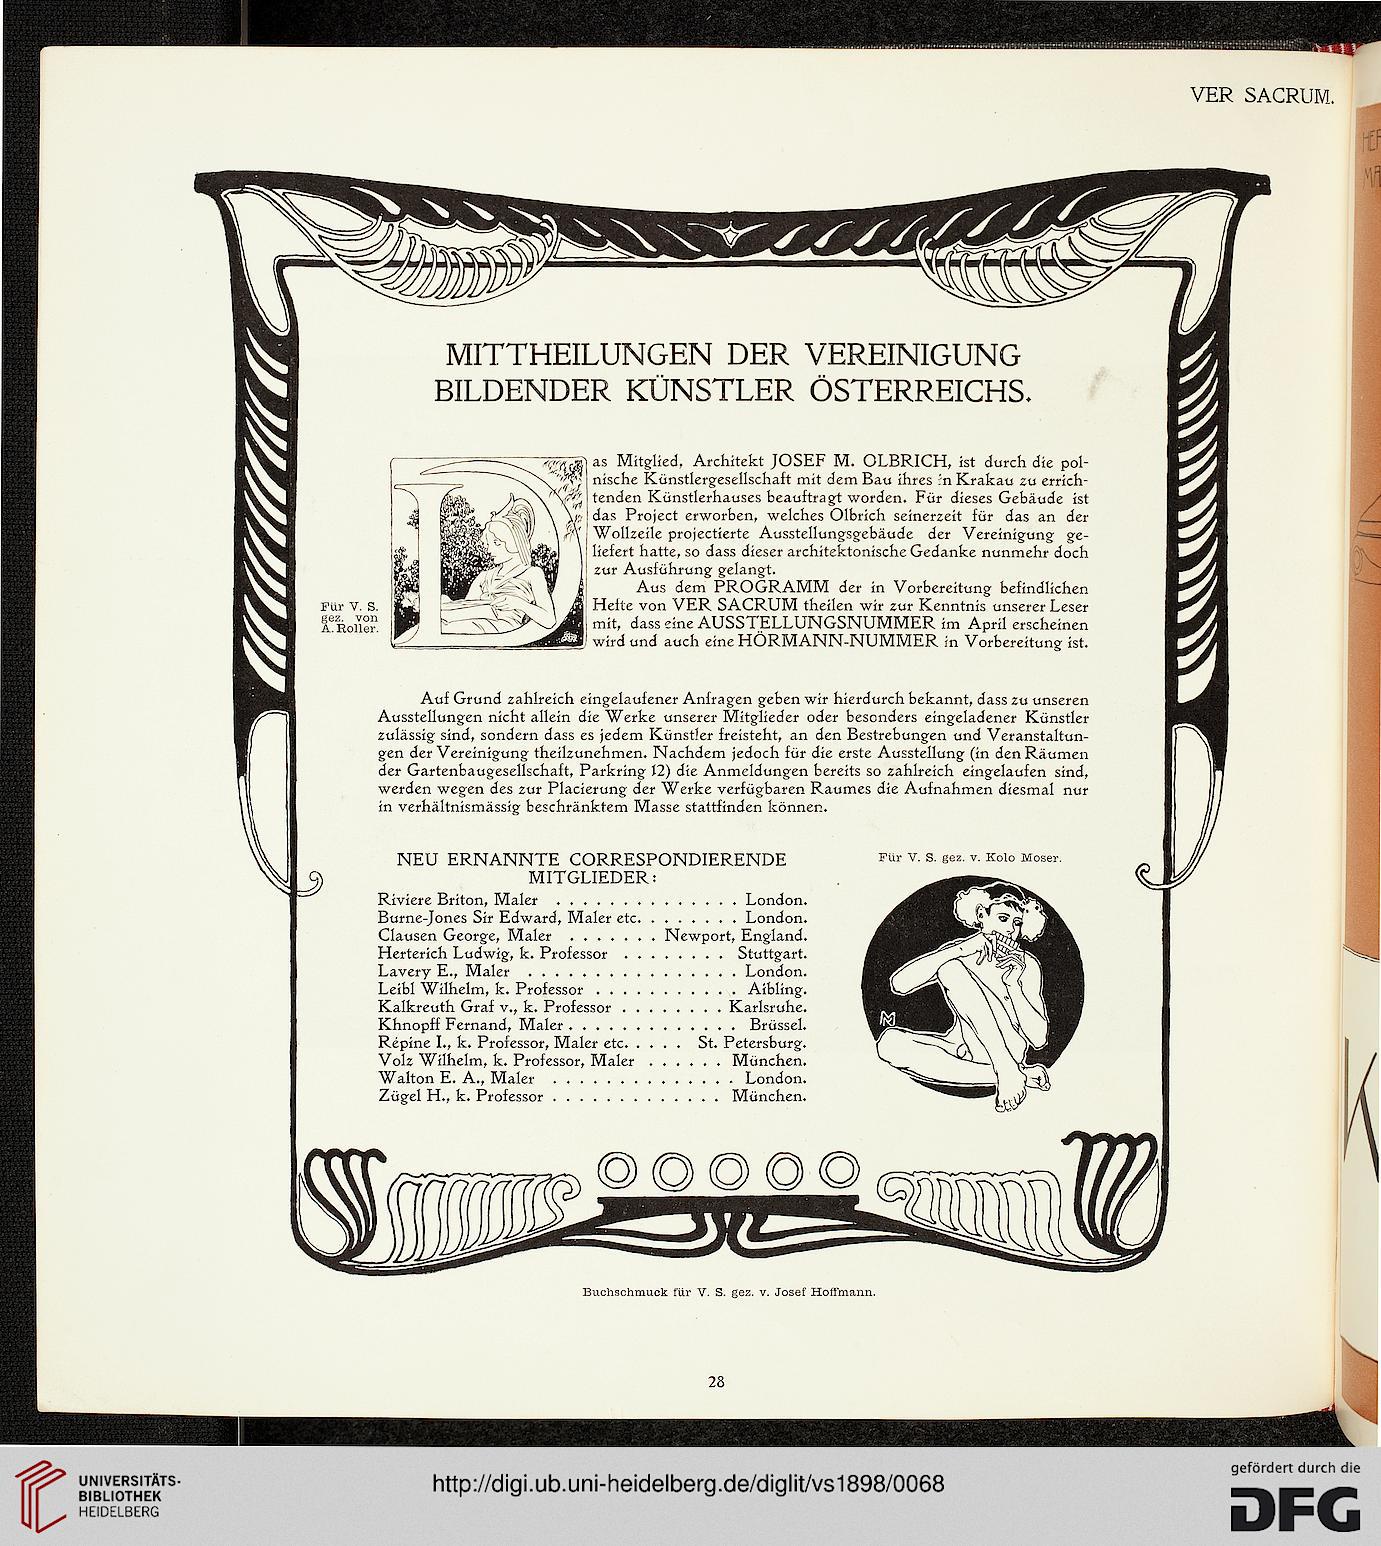 VER SACRUM.
MITTHEILUNGEN DER VEREINIGUNG
BILDENDER KÜNSTLER ÖSTERREICHS.
Für V. S.
gez. von
A. Roller.
Das Mitglied, Architekt JOSEF M. OLBRICH, ist durch die pol-
nische Künstlergesellschaft mit dem Bau ihres in Krakau zu errich-
tenden Künstlerhauses beauftragt worden. Für dieses Gebäude ist
das Project erworben, welches Olbrich seinerzeit für das an der
Wollzeile projectierte Ausstellungsgebäude der Vereinigung ge-
liefert hatte, so dass dieser architektonische Gedanke nunmehr doch
zur Ausführung gelangt.
Aus dem PROGRAMM der in Vorbereitung befindlichen
Hefte von VER SACRUM theilen wir zur Kenntnis unserer Leser
mit, dass eine AUSSTELLUNGSNUMMER im April erscheinen
wird und auch eine HÖRMANN-NUMMER in Vorbereitung ist.
Auf Grund zahlreich eingelaufener Anfragen geben wir hierdurch bekannt, dass zu unseren
Ausstellungen nicht allein die Werke unserer Mitglieder oder besonders eingeladener Künstler
zulässig sind, sondern dass es jedem Künstler freisteht, an den Bestrebungen und Veranstaltun-
gen der Vereinigung theilzunehmen. Nachdem jedoch für die erste Ausstellung (in den Räumen
der Gartenbaugesellschaft, Parkring 12) die Anmeldungen bereits so zahlreich eingelaufen sind,
werden wegen des zur Placierung der Werke verfügbaren Raumes die Aufnahmen diesmal nur
in verhältnismässig beschränktem Masse stattfinden können.
NEU ERNANNTE CORRESPONDIERENDE
MITGLIEDER:
Riviere Briton, Maler . . . . . . . . . . . . . . London.
Burne-Jones Sir Edward, Maler etc. . . . . . . . London.
Clausen George, Maler . . . . . . . Newport, England.
Herterich Ludwig, k. Professor . . . . . . . . Stuttgart.
Lavery E., Maler . . . . . . . . . . . . . . . . London.
Leibl Wilhelm, k. Professor . . . . . . . . . . . Aibling.
Kalkreuth Graf v., k. Professor . . . . . . . . Karlsruhe.
Khnopff Fernand, Maler . . . . . . . . . . . . . Brüssel.
Répine I., k. Professor, Maler etc. . . . . St. Petersburg.
Volz Wilhelm, k. Professor, Maler . . . . . . München.
Walton E. A., Maler . . . . . . . . . . . . . . London.
Zügel H., k. Professor . . . . . . . . . . . . . München.
Für V. S. gez. v. Kolo Moser.
Buchschmuck für V. S. gez. v. Josef Hoffmann.
28
UNIVERSITÄTS-
BIBLIOTHEK
HEIDELBERG
http://digi.ub.uni-heidelberg.de/diglit/vs1898/0068
gefördert durch die
DFG